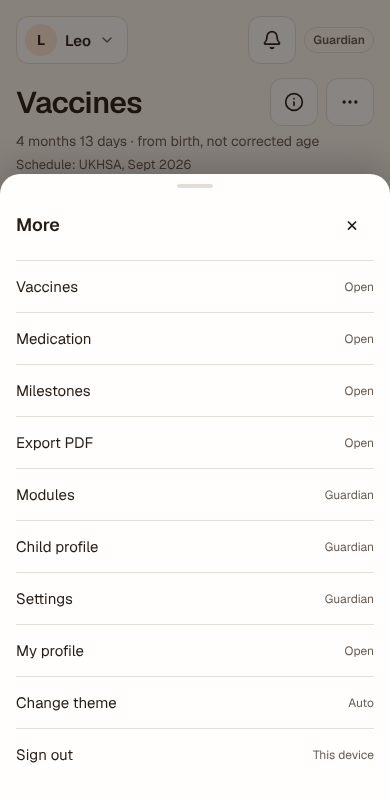 L Leo Guardian
Vaccines
4 months 13 days · from birth, not corrected age
Schedule: UKHSA, Sept 2026
More
Vaccines Open
Medication Open
Milestones Open
Export PDF Open
Modules Guardian
Child profile Guardian
Settings Guardian
My profile Open
Change theme Auto
Sign out This device